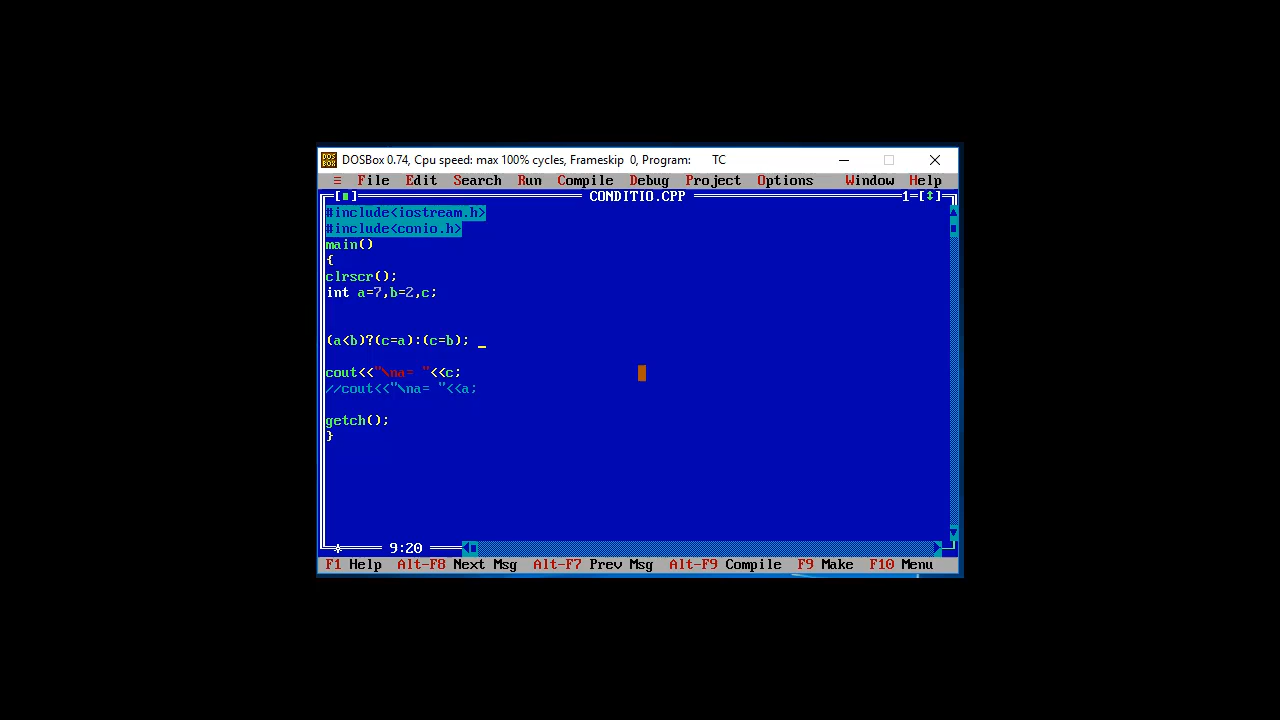 DOSBox 0.74, Cpu speed: max 100% cycles, Frameskip 0, Program: TC
≡ File Edit Search Run Compile Debug Project Options Window Help
[■] CONDITIO.CPP 1=[↕]
#include<iostream.h>
#include<conio.h>
main()
{
clrscr();
int a=7,b=2,c;
(a<b)?(c=a):(c=b); _
cout<<"\na= "<<c;
//cout<<"\na= "<<a;
getch();
}
9:20
F1 Help Alt-F8 Next Msg Alt-F7 Prev Msg Alt-F9 Compile F9 Make F10 Menu